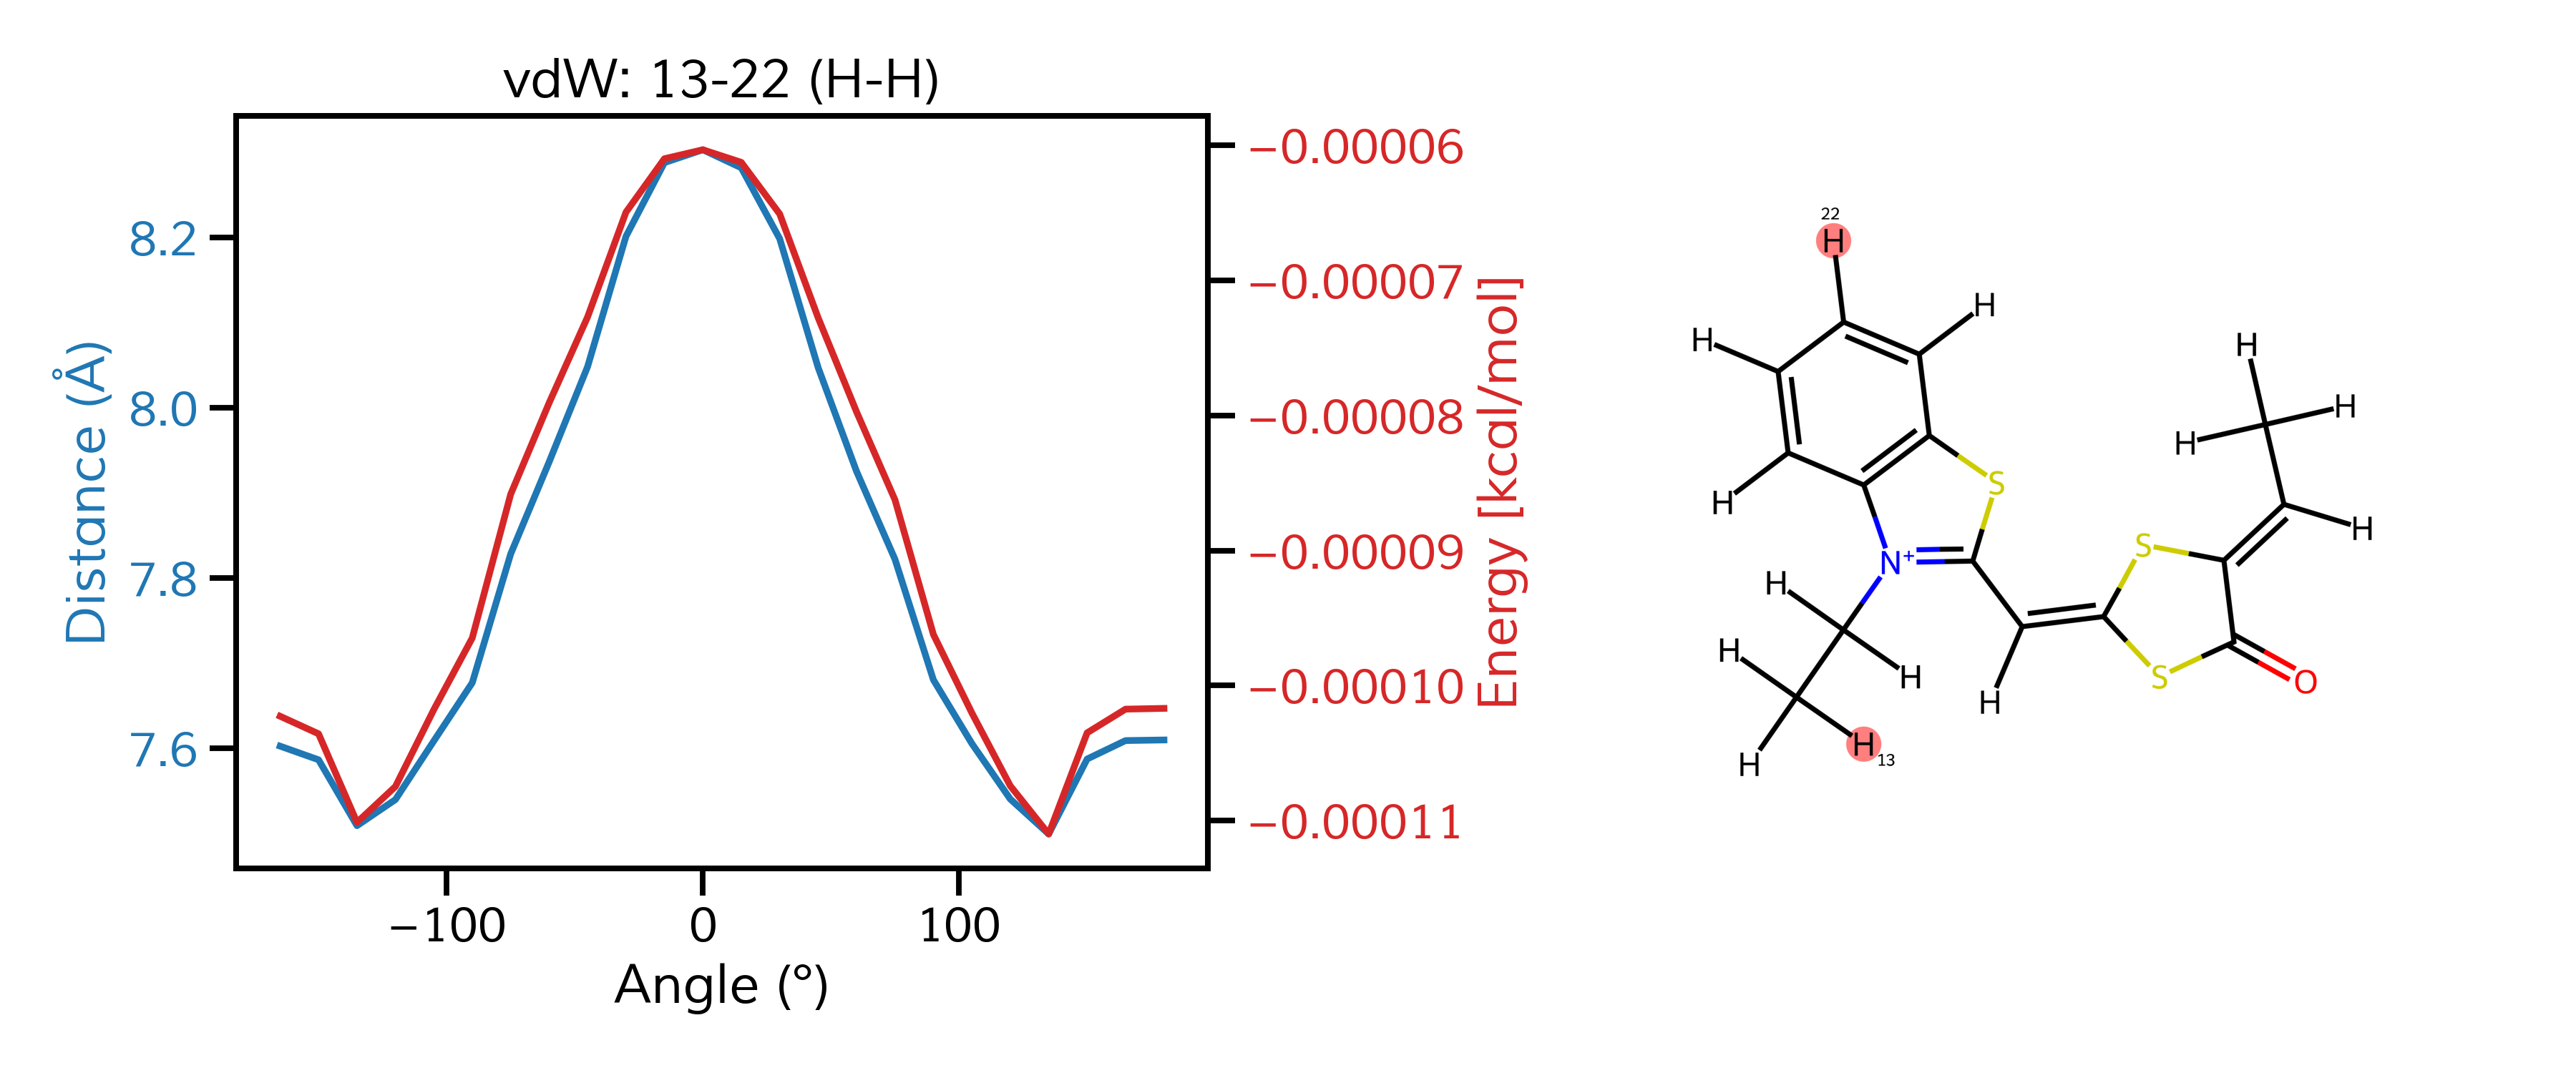 vdW: 13-22 (H-H)
Distance (Å)
8.2
8.0
7.8
7.6
−100
0
100
Angle (°)
−0.00006
−0.00007
−0.00008
−0.00009
−0.00010
−0.00011
Energy [kcal/mol]
22
H
H
H
H
H
H
H
S
H
S
N+
H
H
H
S
O
H
H
H
13